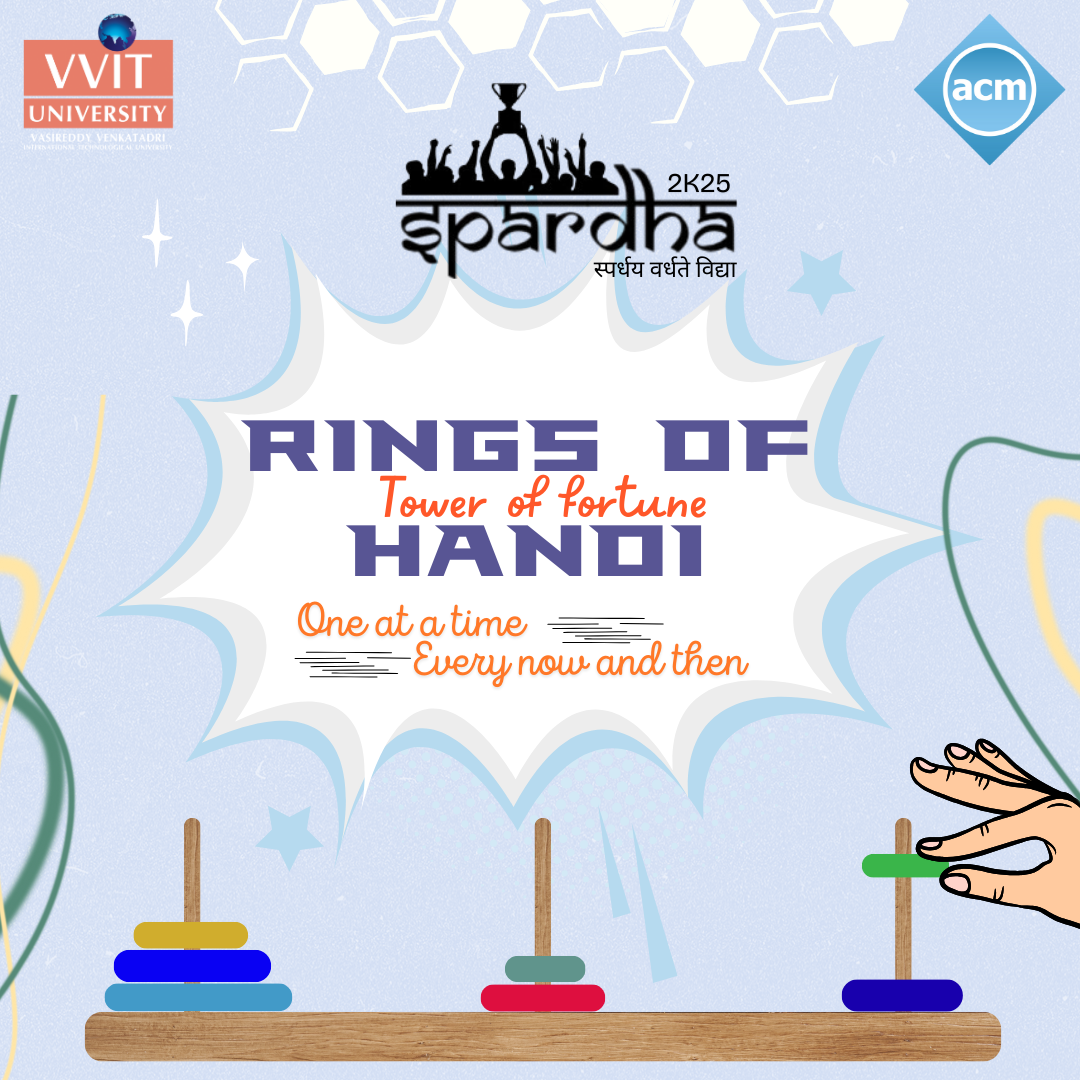 VVIT
UNIVERSITY
VASIREDDY VENKATADRI
INTERNATIONAL TECHNOLOGICAL UNIVERSITY
acm
2K25
spardha
स्पर्धय वर्धते विद्या
RINGS OF
Tower of fortune
HANOI
One at a time
Every now and then